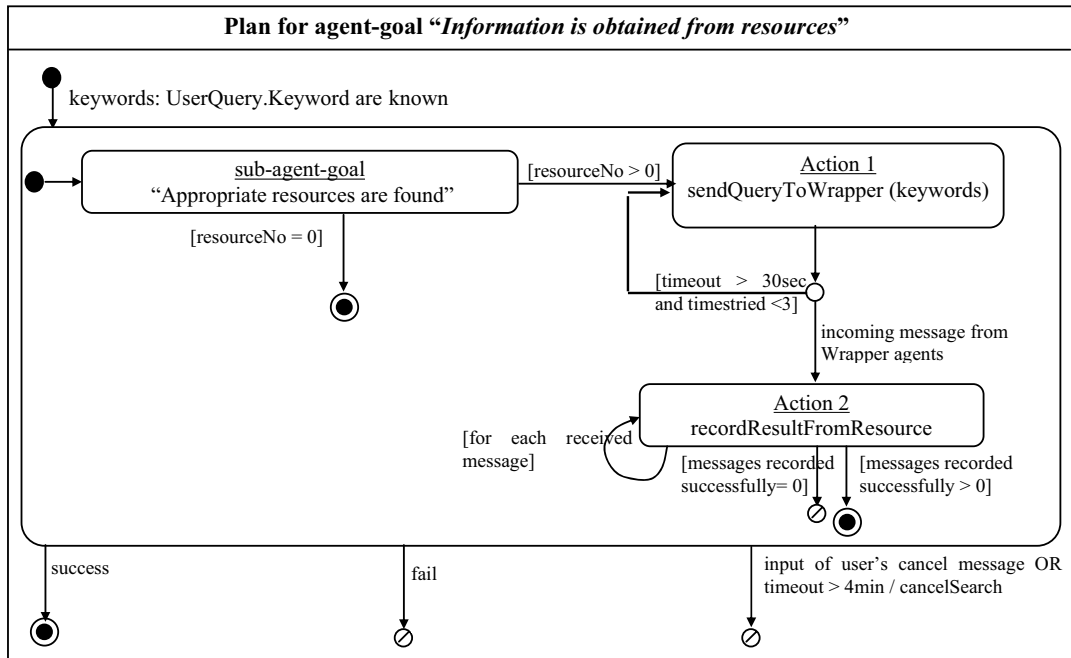 Plan for agent-goal “Information is obtained from resources”
keywords: UserQuery.Keyword are known
sub-agent-goal
“Appropriate resources are found”
[resourceNo > 0]
Action 1
sendQueryToWrapper (keywords)
[resourceNo = 0]
[timeout > 30sec
and timestried <3]
incoming message from
Wrapper agents
Action 2
recordResultFromResource
[for each received
message]
[messages recorded
successfully= 0]
[messages recorded
successfully > 0]
success
fail
input of user’s cancel message OR
timeout > 4min / cancelSearch